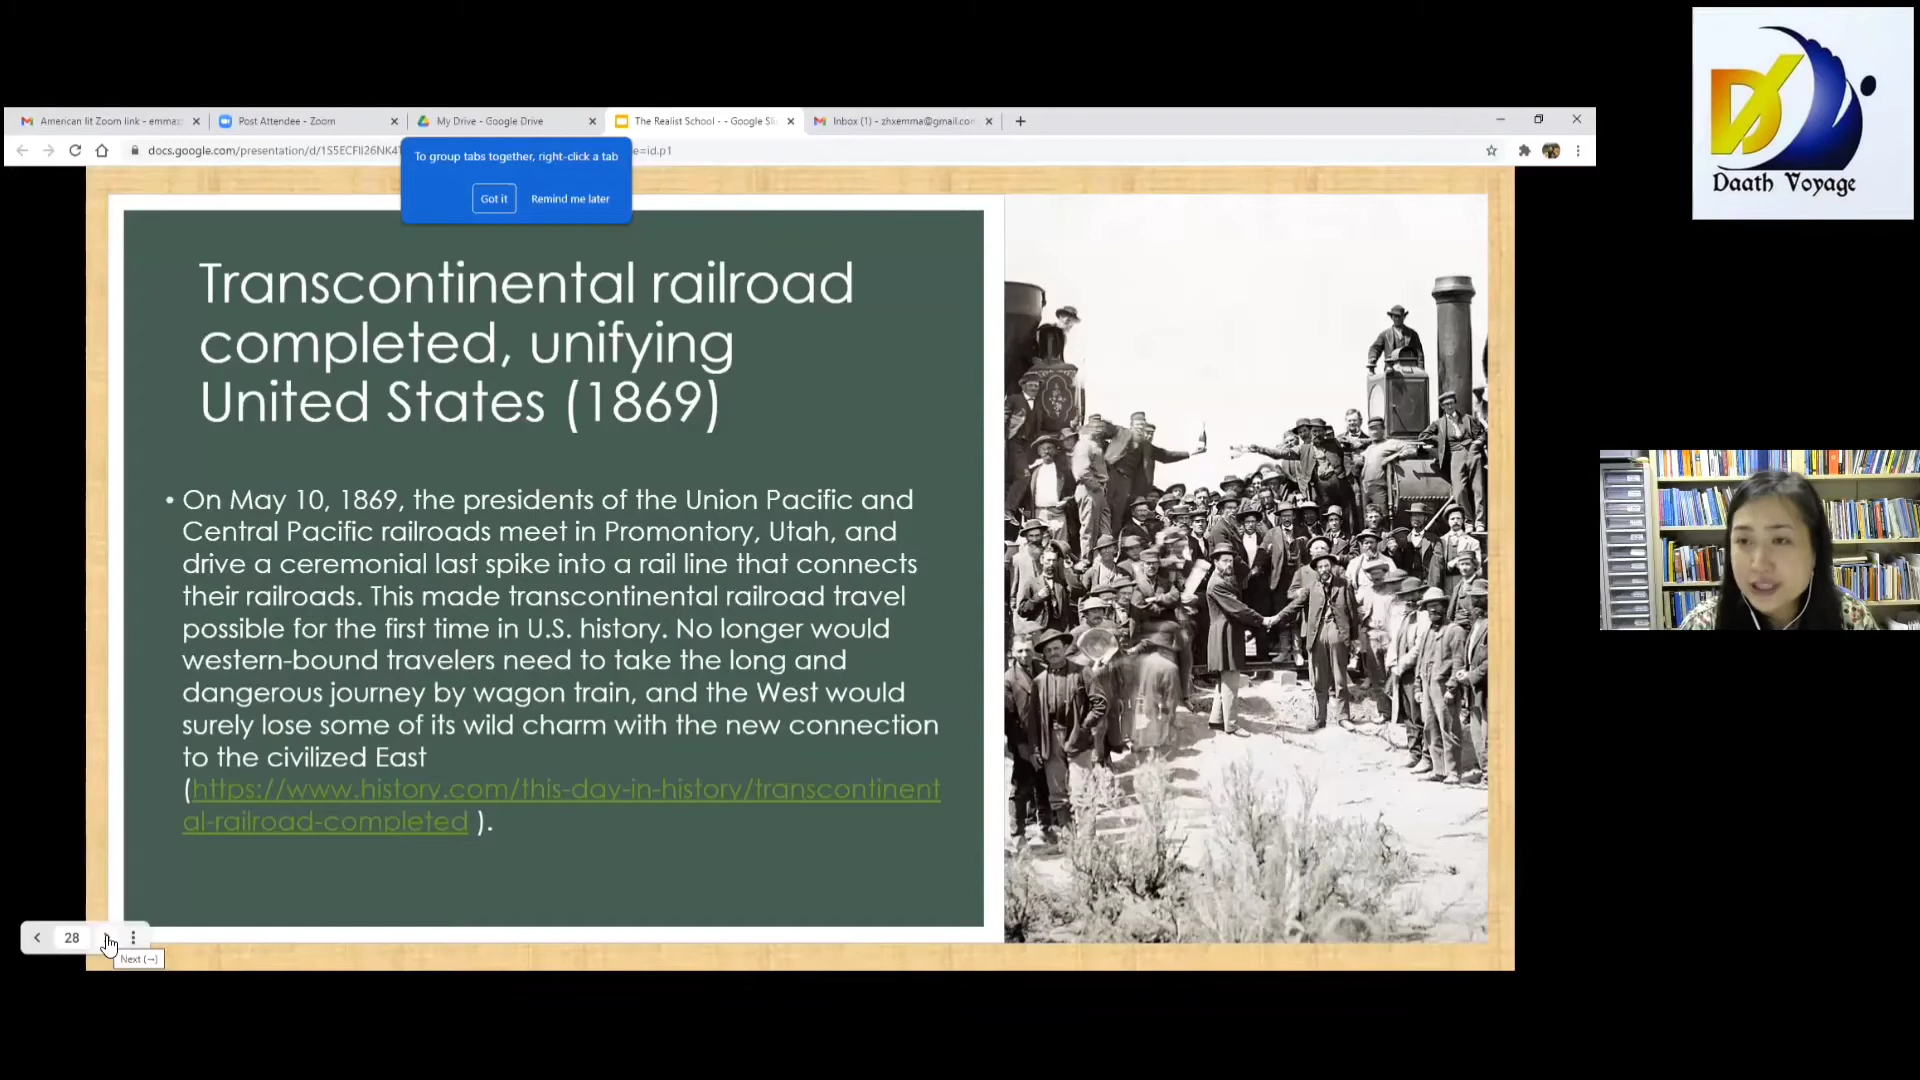 American lit Zoom link - emmaz
Post Attendee - Zoom
My Drive - Google Drive
The Realist School - - Google Sli
Inbox (1) - zhxemma@gmail.com
To group tabs together, right-click a tab
Got it
Remind me later
=id.p1
Transcontinental railroad
completed, unifying
United States (1869)
• On May 10, 1869, the presidents of the Union Pacific and
Central Pacific railroads meet in Promontory, Utah, and
drive a ceremonial last spike into a rail line that connects
their railroads. This made transcontinental railroad travel
possible for the first time in U.S. history. No longer would
western-bound travelers need to take the long and
dangerous journey by wagon train, and the West would
surely lose some of its wild charm with the new connection
to the civilized East
(https://www.history.com/this-day-in-history/transcontinent
al-railroad-completed ).
28
Next (→)
Daath Voyage